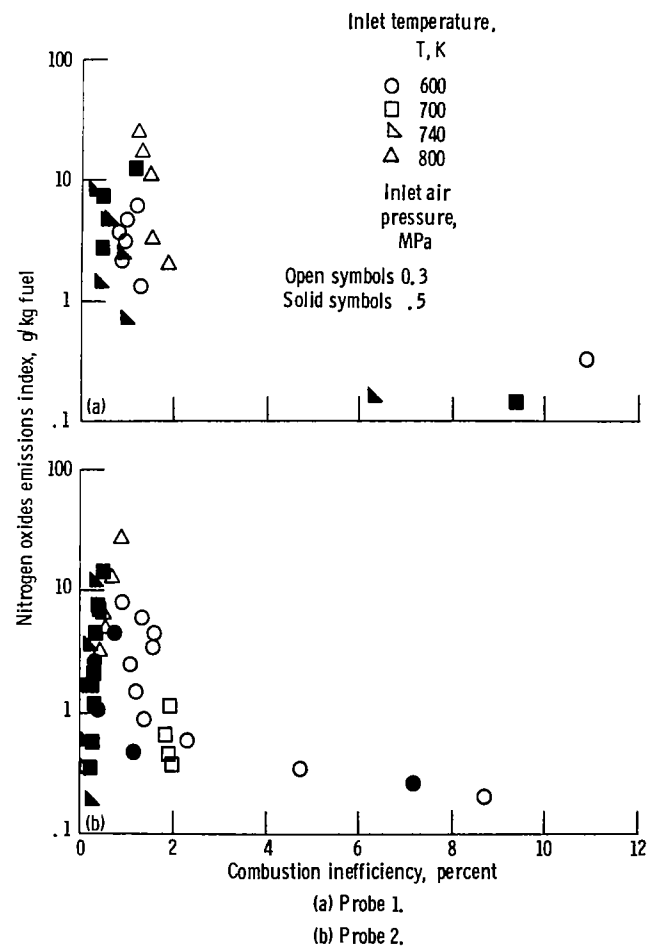 Inlet temperature,
T, K
600
700
740
800
Inlet air
pressure,
MPa
Open symbols 0.3
Solid symbols .5
100
10
1
.1
(a)
100
10
1
.1
(b)
0 2 4 6 8 10 12
Nitrogen oxides emissions index, g/kg fuel
Combustion inefficiency, percent
(a) Probe 1.
(b) Probe 2.